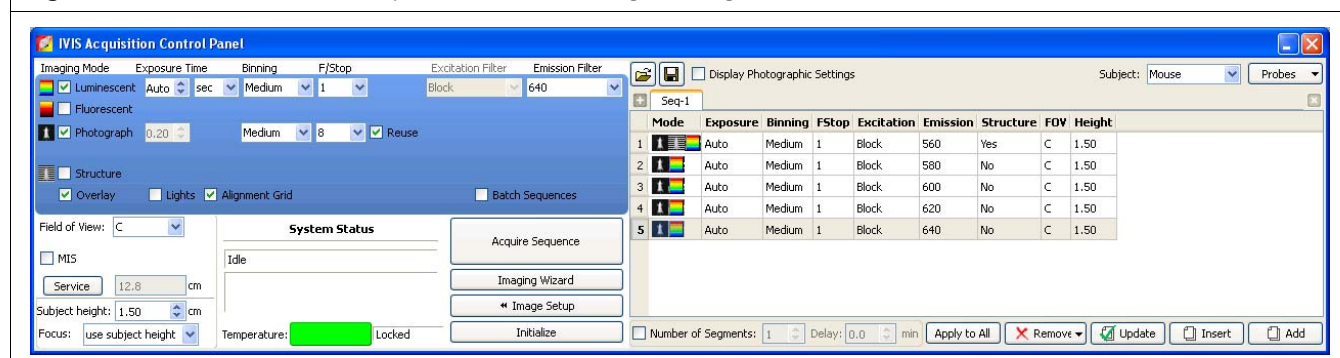 IVIS Acquisition Control Panel
Imaging Mode Exposure Time Binning F/Stop Excitation Filter Emission Filter
Luminescent Auto sec Medium 1 Block 640
Fluorescent
Photograph 0.20 Medium 8 Reuse
Structure
Overlay Lights Alignment Grid Batch Sequences
Field of View: C
MIS
Service 12.8 cm
Subject height: 1.50 cm
Focus: use subject height
System Status
Idle
Temperature: Locked
Acquire Sequence
Imaging Wizard
Image Setup
Initialize
Display Photographic Settings Subject: Mouse Probes
Seq-1
Mode Exposure Binning FStop Excitation Emission Structure FOV Height
1 Auto Medium 1 Block 560 Yes C 1.50
2 Auto Medium 1 Block 580 No C 1.50
3 Auto Medium 1 Block 600 No C 1.50
4 Auto Medium 1 Block 620 No C 1.50
5 Auto Medium 1 Block 640 No C 1.50
Number of Segments: 1 Delay: 0.0 min Apply to All Remove Update Insert Add